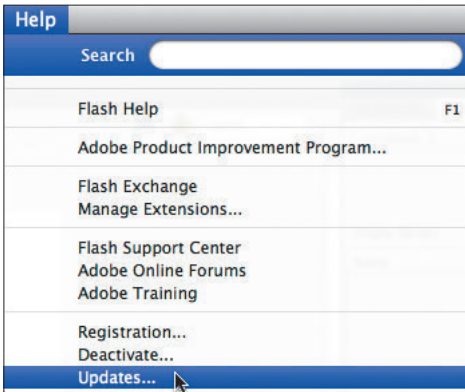 Help
Search
Flash Help F1
Adobe Product Improvement Program...
Flash Exchange
Manage Extensions...
Flash Support Center
Adobe Online Forums
Adobe Training
Registration...
Deactivate...
Updates...